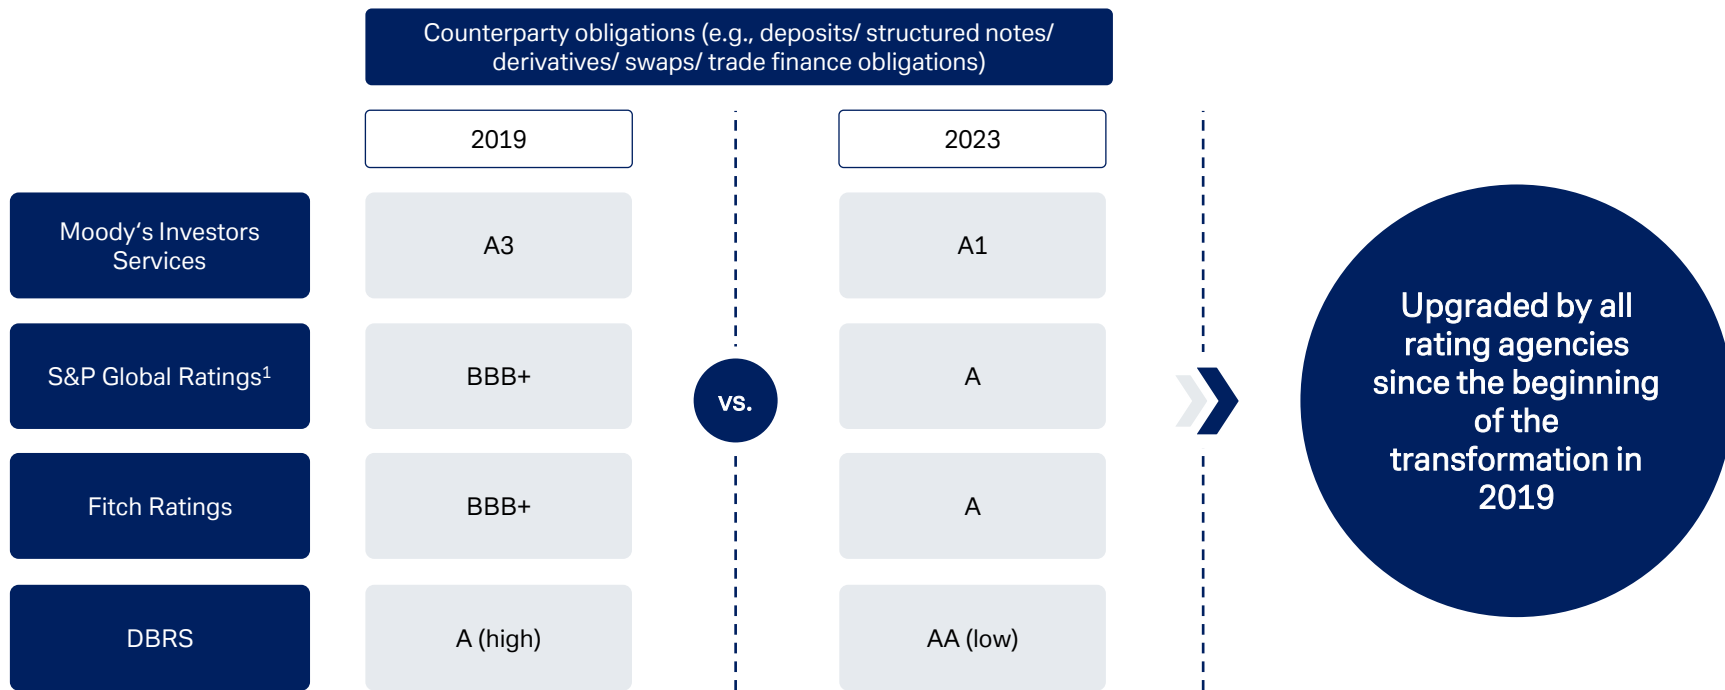 Counterparty obligations (e.g., deposits/ structured notes/
derivatives/ swaps/ trade finance obligations)
2019
2023
Moody‘s Investors
Services
A3
A1
S&P Global Ratings¹
BBB+
vs.
A
Fitch Ratings
BBB+
A
DBRS
A (high)
AA (low)
Upgraded by all
rating agencies
since the beginning
of the
transformation in
2019